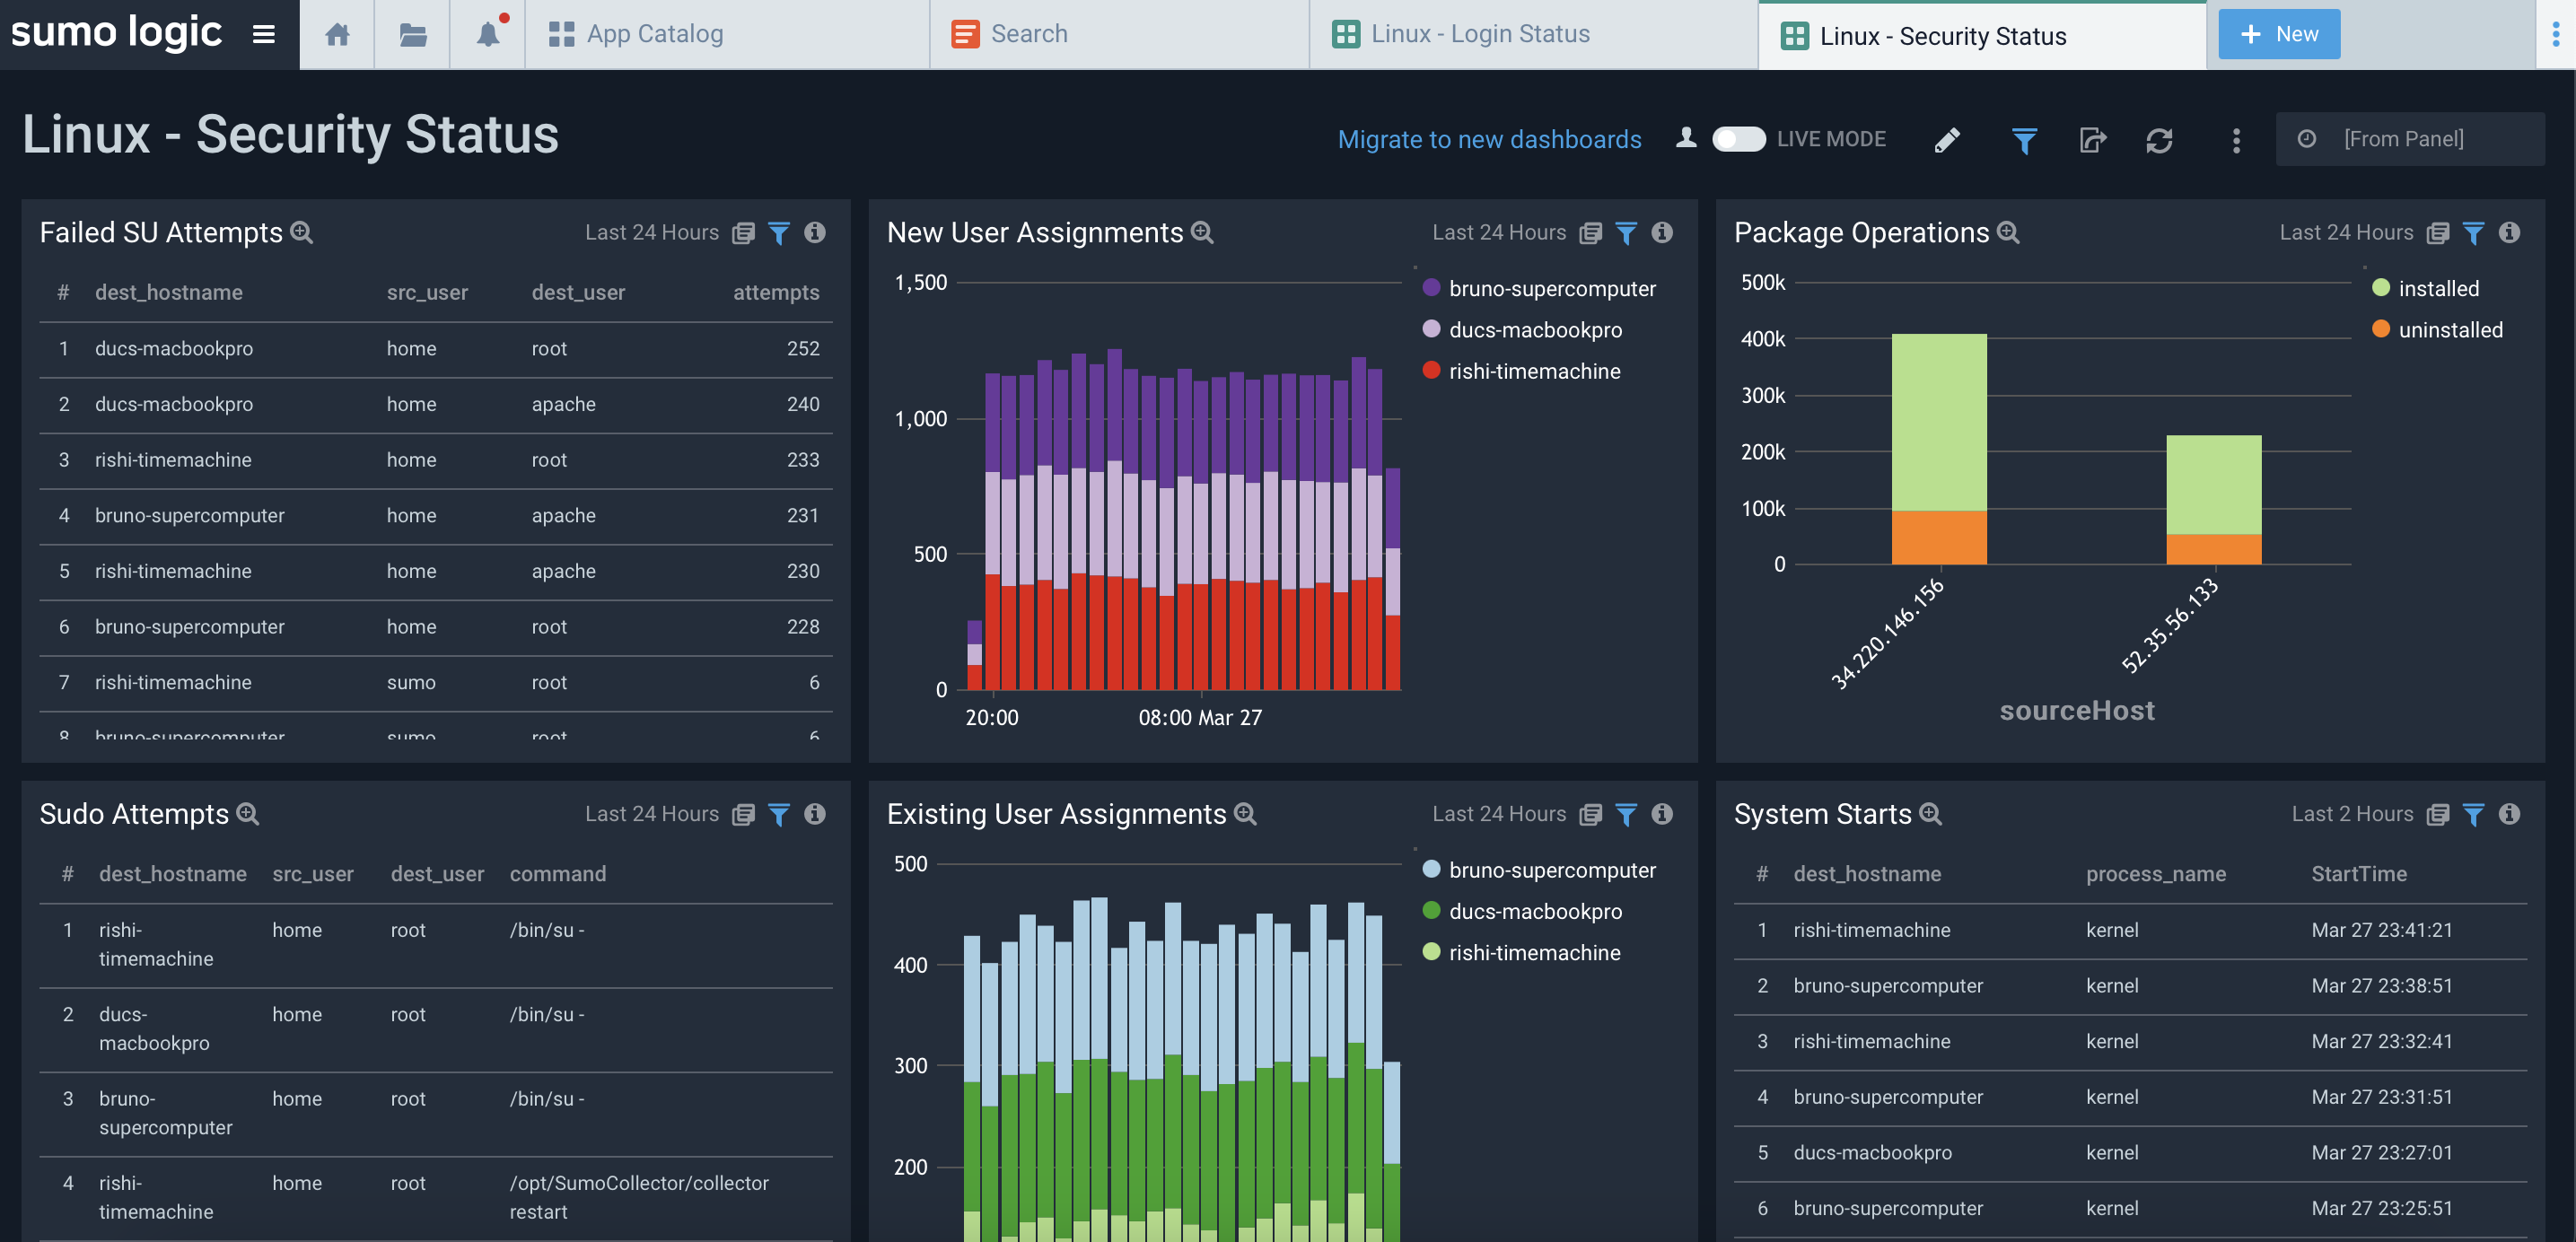 sumo logic
App Catalog
Search
Linux - Login Status
Linux - Security Status
+ New
Linux - Security Status
Migrate to new dashboards
LIVE MODE
[From Panel]
Failed SU Attempts
Last 24 Hours
# dest_hostname src_user dest_user attempts
1 ducs-macbookpro home root 252
2 ducs-macbookpro home apache 240
3 rishi-timemachine home root 233
4 bruno-supercomputer home apache 231
5 rishi-timemachine home apache 230
6 bruno-supercomputer home root 228
7 rishi-timemachine sumo root 6
8 bruno-supercomputer sumo root 6
New User Assignments
Last 24 Hours
1,500
1,000
500
0
20:00
08:00 Mar 27
bruno-supercomputer
ducs-macbookpro
rishi-timemachine
Package Operations
Last 24 Hours
500k
400k
300k
200k
100k
0
34.220.146.156
52.35.56.133
sourceHost
installed
uninstalled
Sudo Attempts
Last 24 Hours
# dest_hostname src_user dest_user command
1 rishi- home root /bin/su -
timemachine
2 ducs- home root /bin/su -
macbookpro
3 bruno- home root /bin/su -
supercomputer
4 rishi- home root /opt/SumoCollector/collector
timemachine restart
Existing User Assignments
Last 24 Hours
500
400
300
200
bruno-supercomputer
ducs-macbookpro
rishi-timemachine
System Starts
Last 2 Hours
# dest_hostname process_name StartTime
1 rishi-timemachine kernel Mar 27 23:41:21
2 bruno-supercomputer kernel Mar 27 23:38:51
3 rishi-timemachine kernel Mar 27 23:32:41
4 bruno-supercomputer kernel Mar 27 23:31:51
5 ducs-macbookpro kernel Mar 27 23:27:01
6 bruno-supercomputer kernel Mar 27 23:25:51